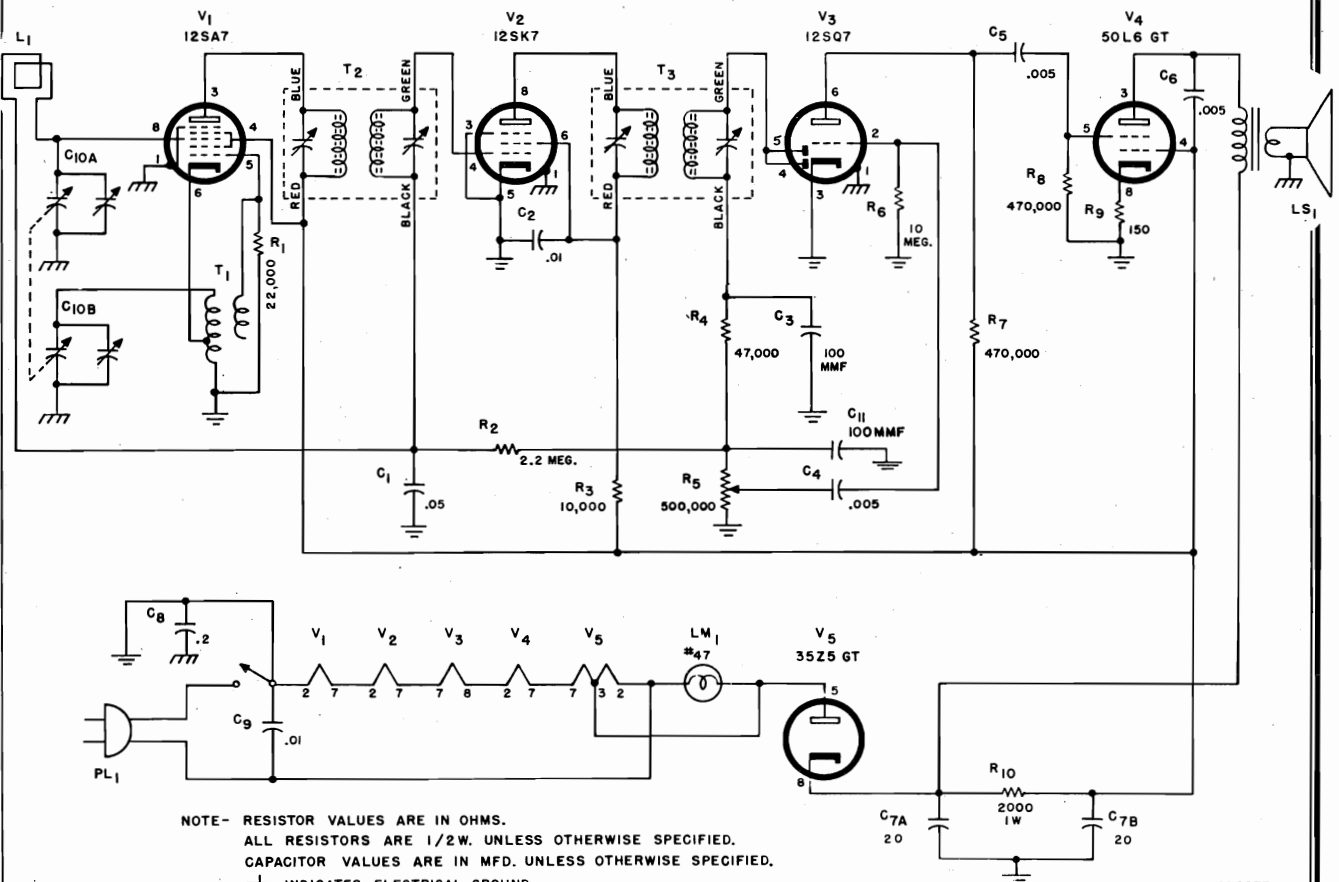 L1
V1
12SA7
V2
12SK7
V3
12SQ7
V4
50L6 GT
C5
.005
C6
.005
T2
T3
BLUE
GREEN
BLUE
GREEN
RED
BLACK
RED
BLACK
3
8
4
1
5
6
8
3
4
6
1
5
6
5
4
2
1
3
3
5
4
8
C10A
C10B
T1
R1
22,000
C2
.01
R6
10
MEG.
R8
470,000
R9
150
LS1
R4
47,000
C3
100
MMF
R7
470,000
R2
2.2 MEG.
C11
100MMF
C1
.05
R3
10,000
R5
500,000
C4
.005
C8
.2
V1
V2
V3
V4
V5
LM1
#47
V5
35Z5 GT
2 7 2 7 7 8 2 7 7 3 2
5
8
C9
.01
PL1
R10
2000
1W
C7A
20
C7B
20
NOTE- RESISTOR VALUES ARE IN OHMS.
ALL RESISTORS ARE 1/2W. UNLESS OTHERWISE SPECIFIED.
CAPACITOR VALUES ARE IN MFD. UNLESS OTHERWISE SPECIFIED.
INDICATES ELECTRICAL GROUND